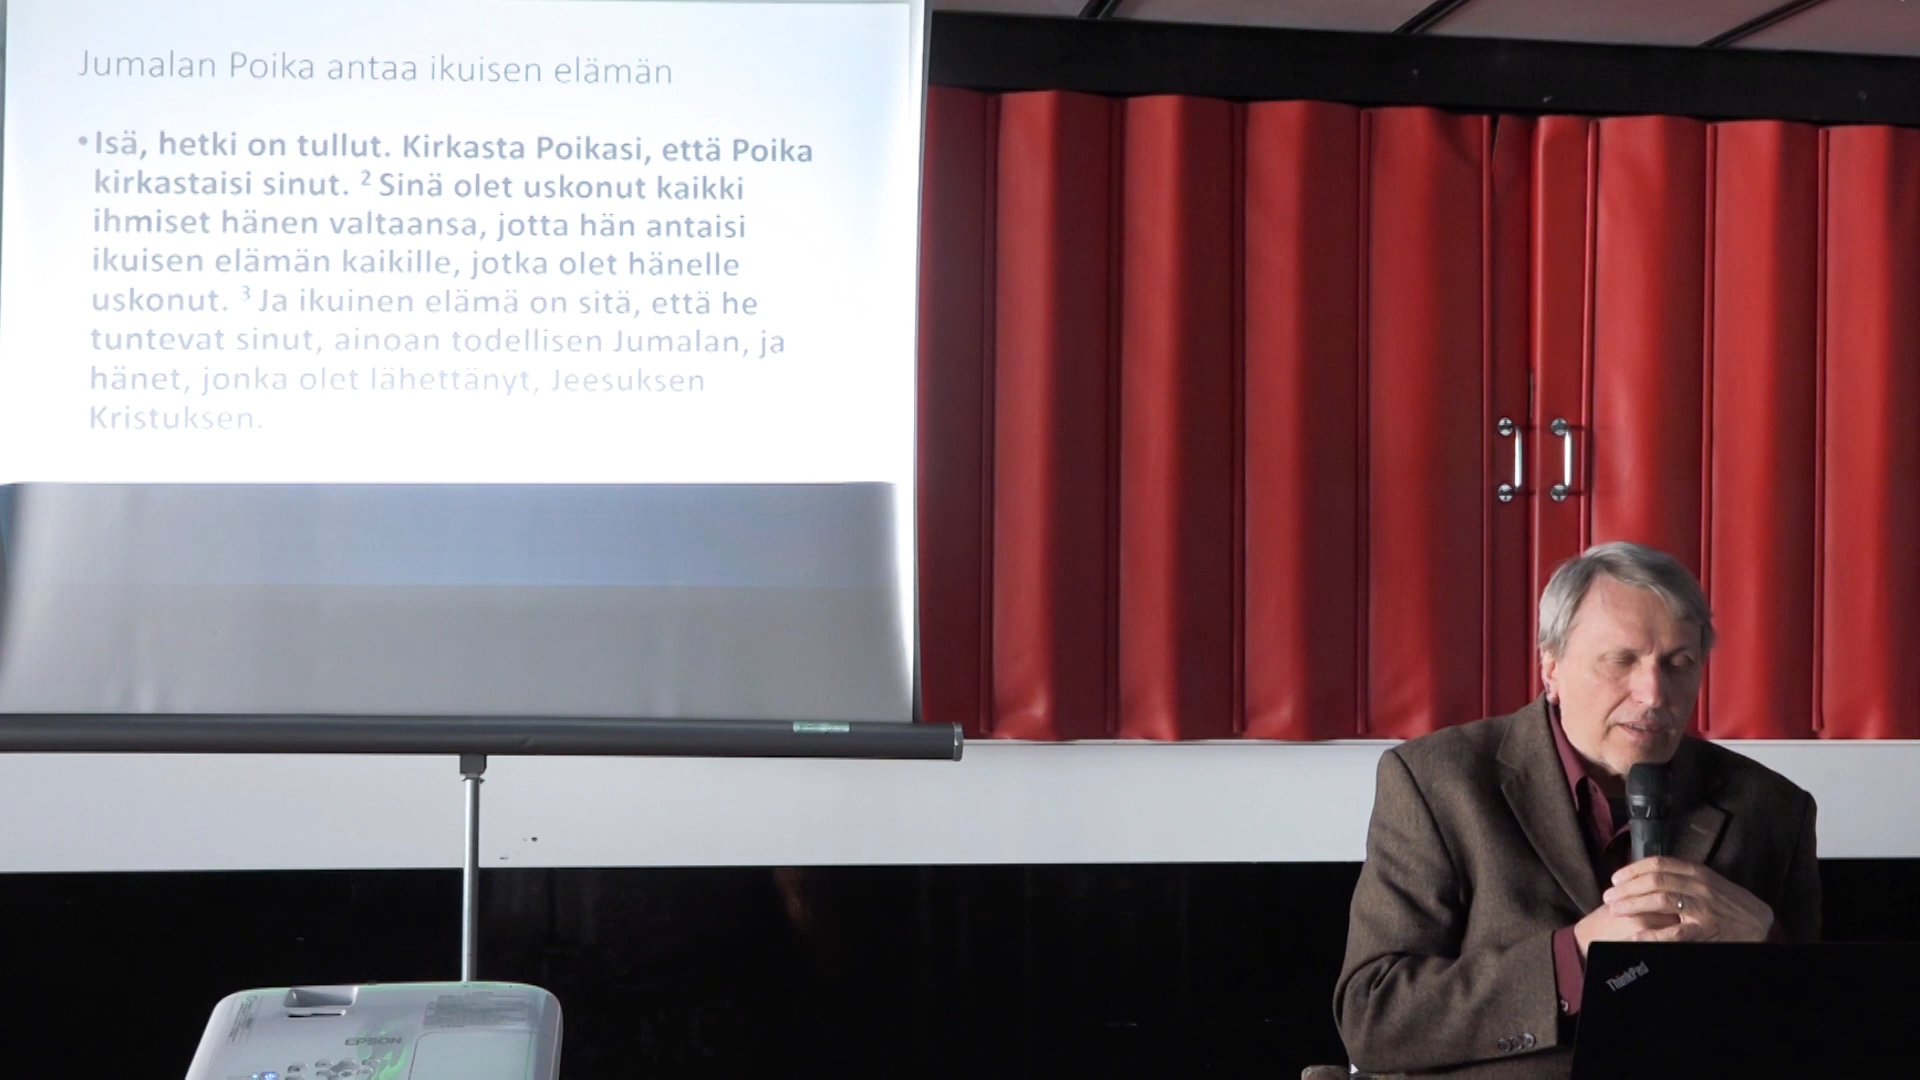 Jumalan Poika antaa ikuisen elämän
• Isä, hetki on tullut. Kirkasta Poikasi, että Poika
kirkastaisi sinut. ² Sinä olet uskonut kaikki
ihmiset hänen valtaansa, jotta hän antaisi
ikuisen elämän kaikille, jotka olet hänelle
uskonut. ³ Ja ikuinen elämä on sitä, että he
tuntevat sinut, ainoan todellisen Jumalan, ja
hänet, jonka olet lähettänyt, Jeesuksen
Kristuksen.
ThinkPad
EPSON